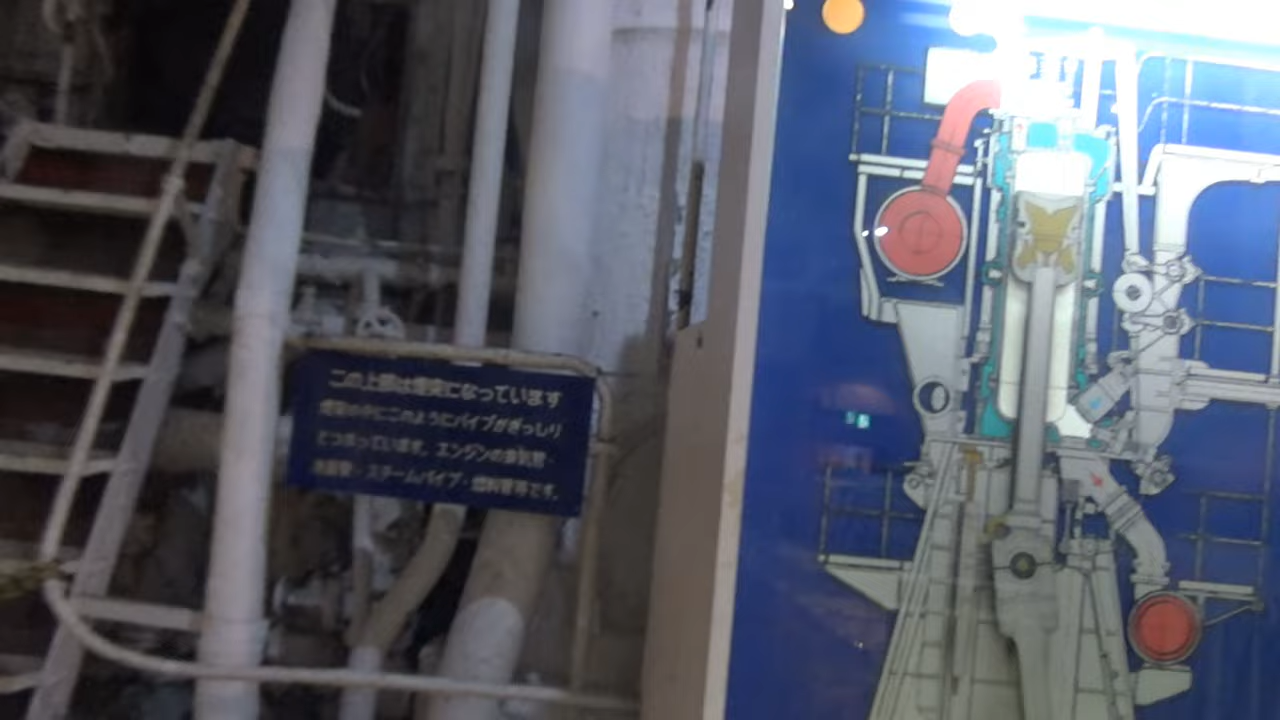 この上部は煙突になっています
煙突の中にこのようにパイプがぎっしり
とつまっています。エンジンの排気管・
スチームパイプ・燃料管等です。